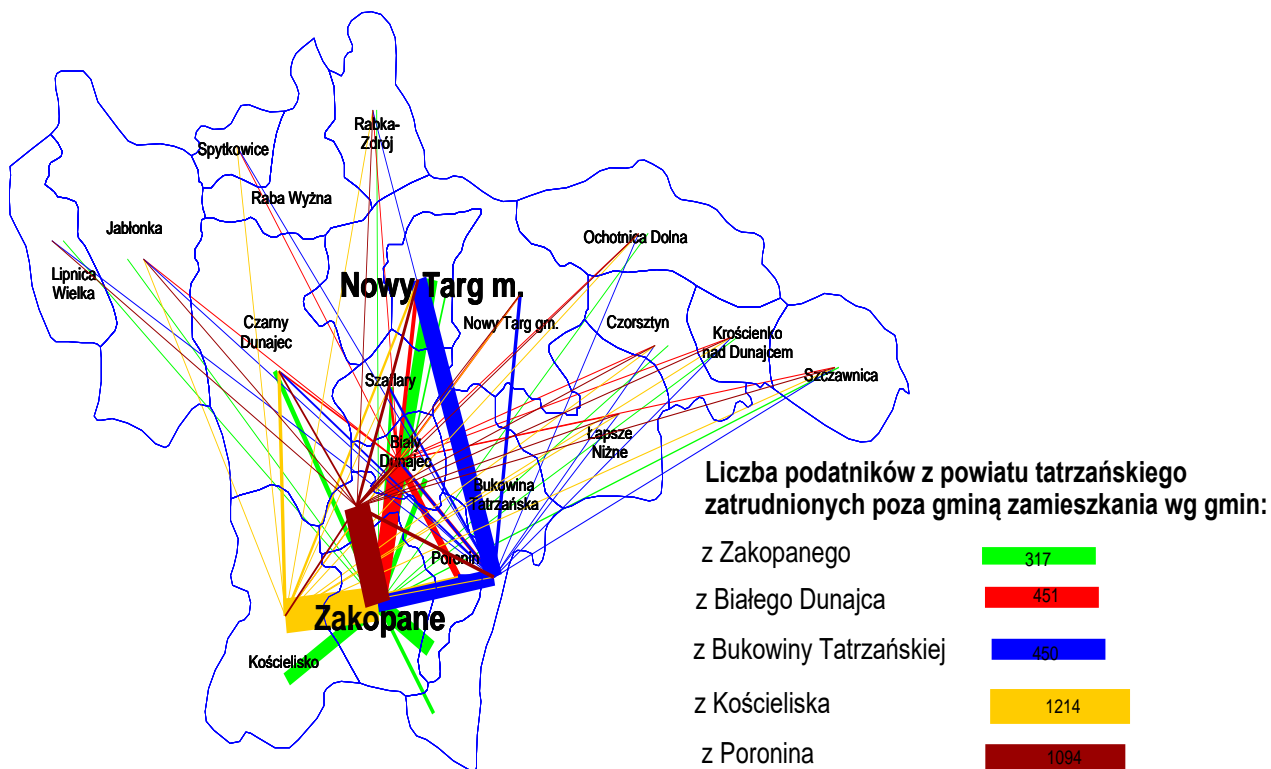 Rabka-
Zdrój
Spytkowice
Raba Wyżna
Jabłonka
Ochotnica Dolna
Lipnica
Wielka
Nowy Targ m.
Czarny
Dunajec
Nowy Targ gm.
Czorsztyn
Krościenko
nad Dunajcem
Szaflary
Szczawnica
Biały
Dunajec
Łapsze
Niżne
Bukowina
Tatrzańska
Poronin
Zakopane
Kościelisko
Liczba podatników z powiatu tatrzańskiego
zatrudnionych poza gminą zamieszkania wg gmin:
z Zakopanego 317
z Białego Dunajca 451
z Bukowiny Tatrzańskiej 450
z Kościeliska 1214
z Poronina 1094